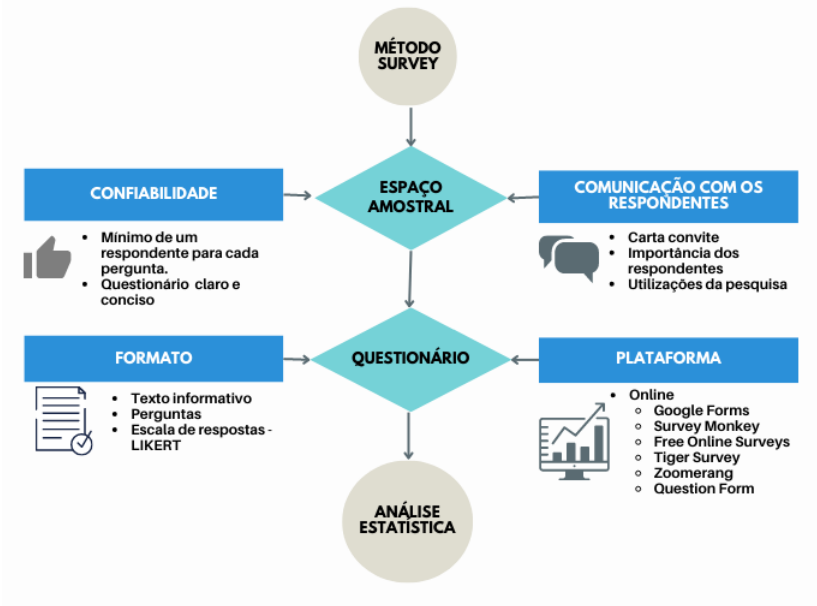 MÉTODO
SURVEY
CONFIABILIDADE
ESPAÇO
AMOSTRAL
COMUNICAÇÃO COM OS
RESPONDENTES
• Mínimo de um
respondente para cada
pergunta.
• Questionário claro e
conciso
• Carta convite
• Importância dos
respondentes
• Utilizações da pesquisa
FORMATO
QUESTIONÁRIO
PLATAFORMA
• Texto informativo
• Perguntas
• Escala de respostas -
LIKERT
• Online
○ Google Forms
○ Survey Monkey
○ Free Online Surveys
○ Tiger Survey
○ Zoomerang
○ Question Form
ANÁLISE
ESTATÍSTICA